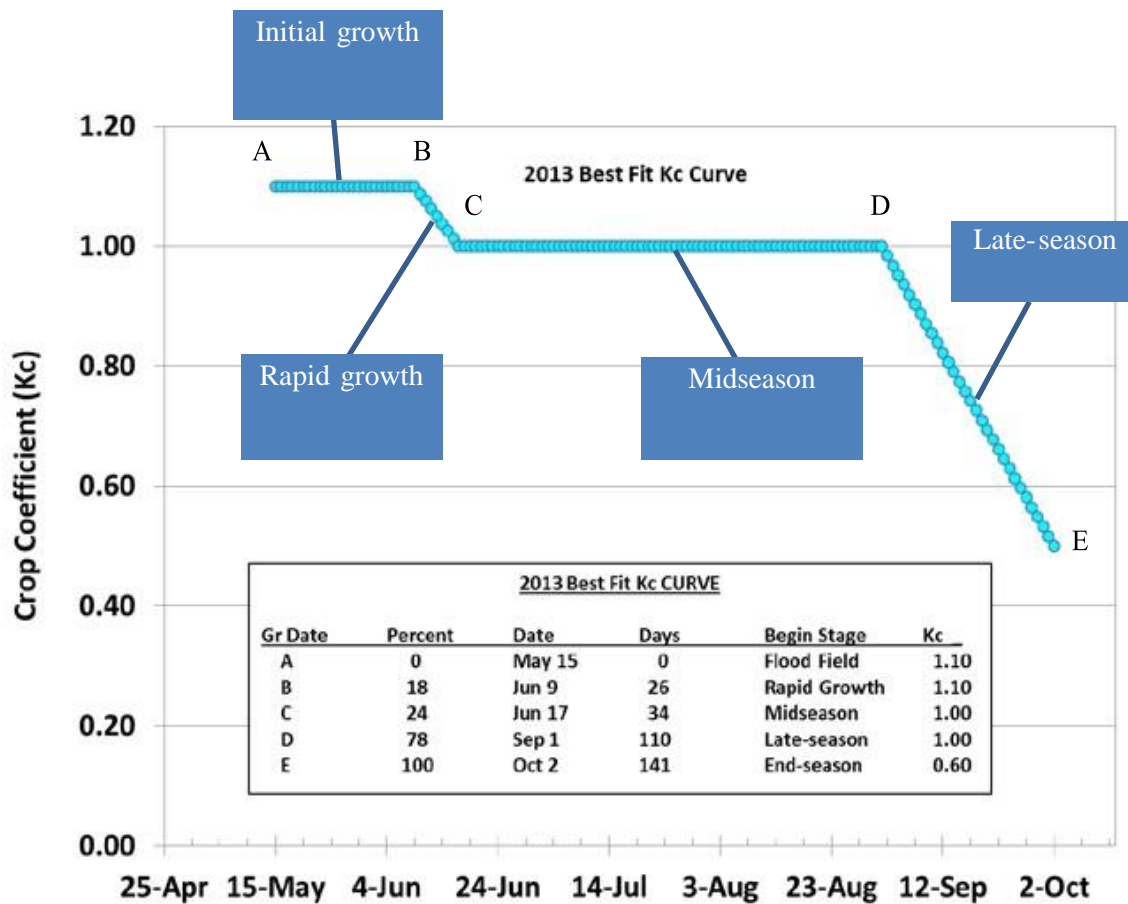 Initial growth
1.20
A
B
2013 Best Fit Kc Curve
C
D
1.00
Late-season
0.80
Rapid growth
Midseason
Crop Coefficient (Kc)
0.60
E
0.40
2013 Best Fit Kc CURVE
Gr Date Percent Date Days Begin Stage Kc
A 0 May 15 0 Flood Field 1.10
B 18 Jun 9 26 Rapid Growth 1.10
C 24 Jun 17 34 Midseason 1.00
D 78 Sep 1 110 Late-season 1.00
E 100 Oct 2 141 End-season 0.60
0.20
0.00
25-Apr 15-May 4-Jun 24-Jun 14-Jul 3-Aug 23-Aug 12-Sep 2-Oct